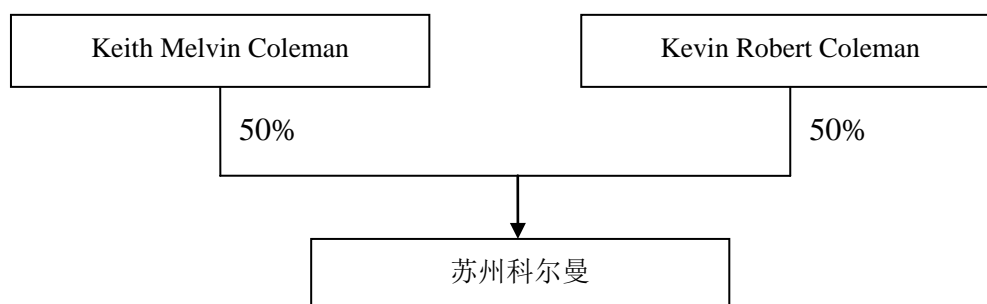 Keith Melvin Coleman
Kevin Robert Coleman
50%
50%
苏州科尔曼